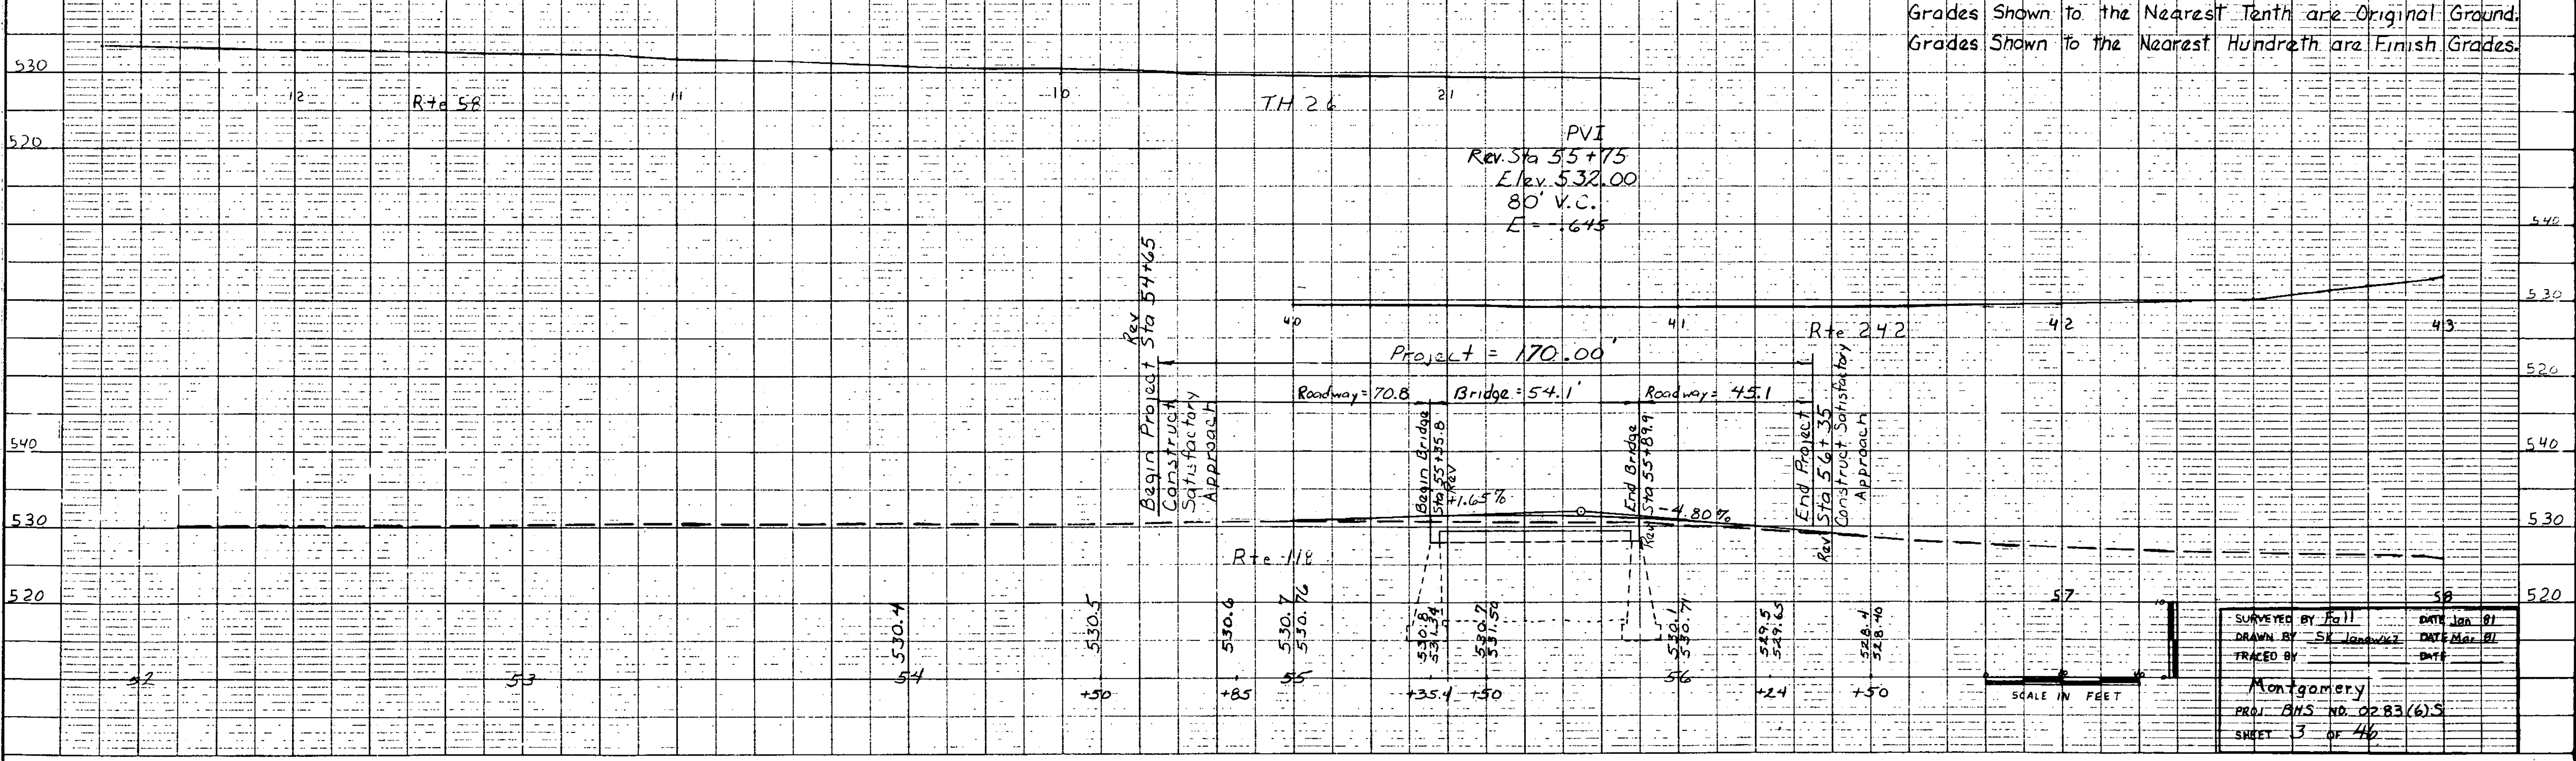 Grades Shown to the Nearest Tenth are Original Ground.
Grades Shown to the Nearest Hundreth are Finish Grades.
530
12
Rte 58
11
10
TH 26
21
520
PVI
Rev. Sta 55+75
Elev 532.00
80' V.C.
E = -.645
540
530
520
40
41
Rte 242
42
43
Project = 170.00'
Roadway = 70.8
Bridge = 54.1'
Roadway = 45.1
Rev
Sta 54+65
Begin Project
Construct
Satisfactory
Approach
Begin Bridge
Sta 55+35.8
Rev
+1.65%
End Bridge
Rev Sta 55+89.9
-4.80%
End Project
Rev Sta 56+35
Construct Satisfactory
Approach
540
530
520
540
530
520
Rte 118
530.4
530.5
530.6
530.7
530.76
530.8
531.34
530.7
531.50
530.1
530.71
529.5
529.65
528.4
528.40
52
53
54
+50
+85
55
+35.4
+50
56
+24
+50
57
58
10
0
SCALE IN FEET
SURVEYED BY Fall DATE Jan 81
DRAWN BY SK Janowicz DATE Mar 81
TRACED BY DATE
Montgomery
PROJ. BHS NO. 0283(6)S
SHEET 3 OF 46